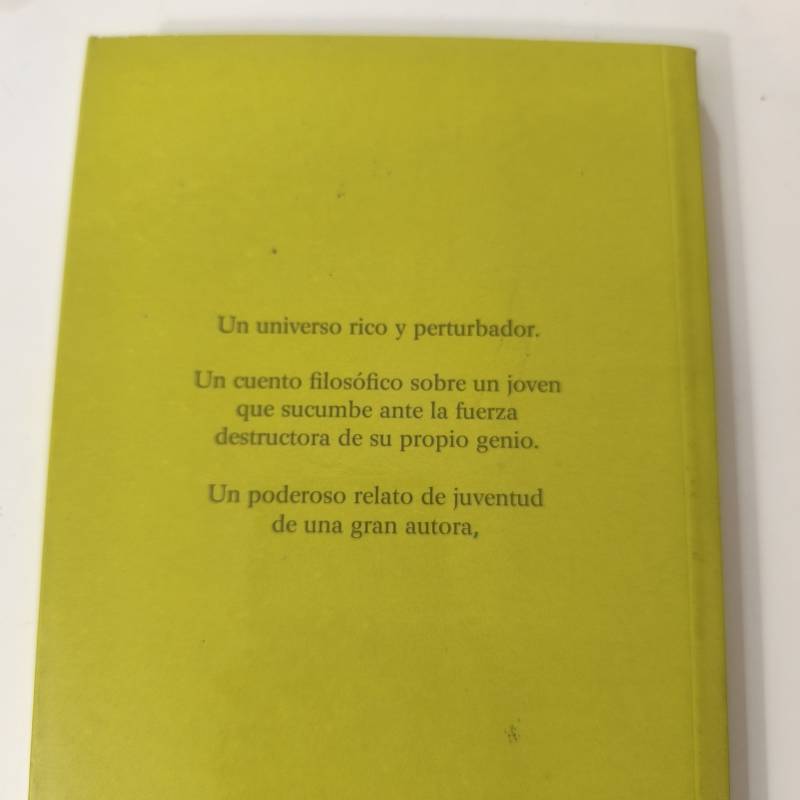 Un universo rico y perturbador.
Un cuento filosófico sobre un joven
que sucumbe ante la fuerza
destructora de su propio genio.
Un poderoso relato de juventud
de una gran autora,